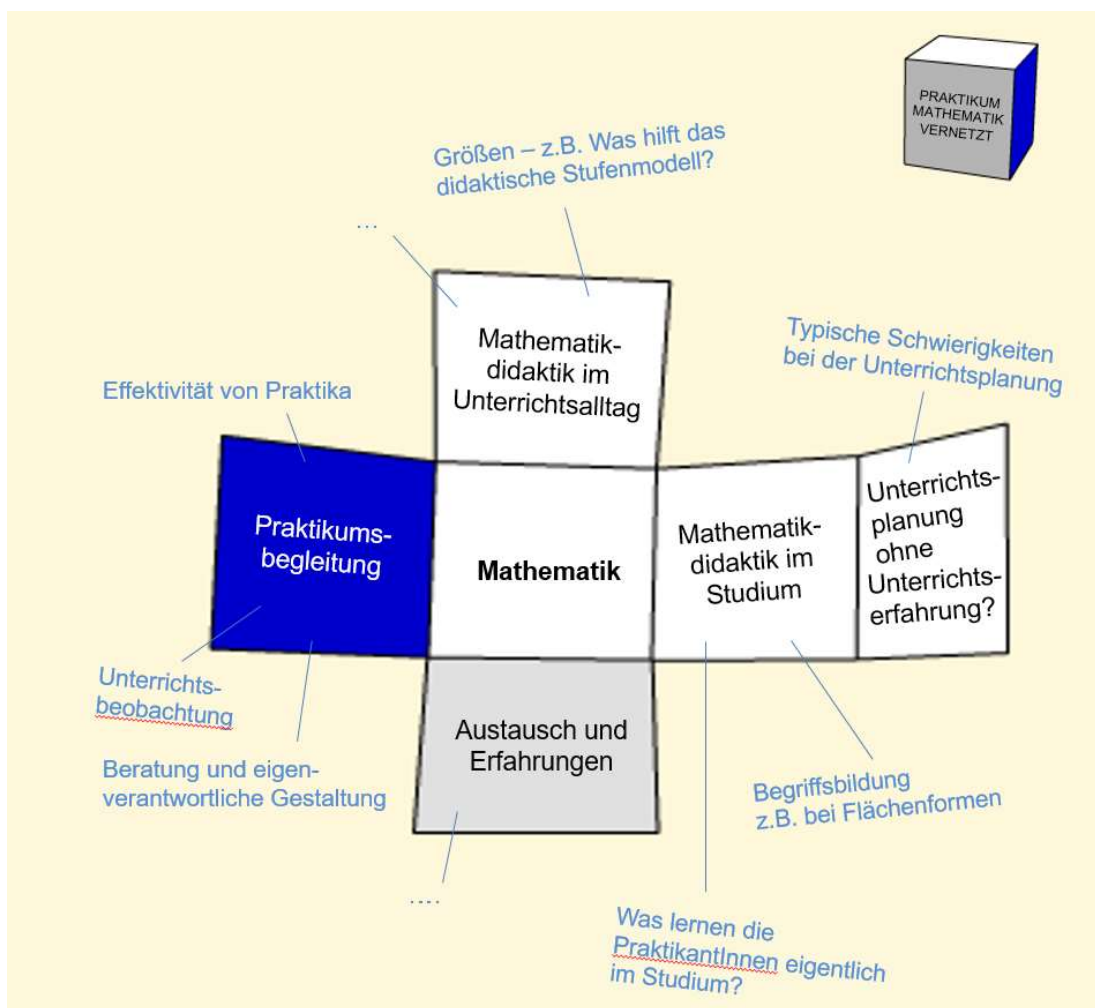 PRAKTIKUM
MATHEMATIK
VERNETZT
Größen – z.B. Was hilft das
didaktische Stufenmodell?
...
Mathematik-
didaktik im
Unterrichtsalltag
Typische Schwierigkeiten
bei der Unterrichtsplanung
Effektivität von Praktika
Praktikums-
begleitung
Mathematik
Mathematik-
didaktik im
Studium
Unterrichts-
planung
ohne
Unterrichts-
erfahrung?
Unterrichts-
beobachtung
Beratung und eigen-
verantwortliche Gestaltung
Austausch und
Erfahrungen
Begriffsbildung
z.B. bei Flächenformen
....
Was lernen die
PraktikantInnen eigentlich
im Studium?